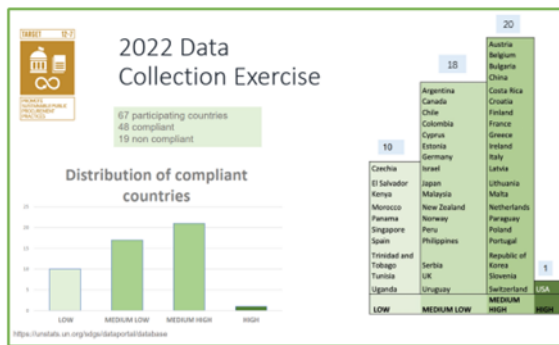 TARGET 12·7
PROMOTE
SUSTAINABLE PUBLIC
PROCUREMENT
PRACTICES
2022 Data
Collection Exercise
67 participating countries
48 compliant
19 non compliant
Distribution of compliant
countries
25
20
15
10
5
0
LOW
MEDIUM LOW
MEDIUM HIGH
HIGH
https://unstats.un.org/sdgs/dataportal/database
10
Czechia
El Salvador
Kenya
Morocco
Panama
Singapore
Spain
Trinidad and
Tobago
Tunisia
Uganda
LOW
18
Argentina
Canada
Chile
Colombia
Cyprus
Estonia
Germany
Israel
Japan
Malaysia
New Zealand
Norway
Peru
Philippines
Serbia
UK
Uruguay
MEDIUM LOW
20
Austria
Belgium
Bulgaria
China
Costa Rica
Croatia
Finland
France
Greece
Ireland
Italy
Latvia
Lithuania
Malta
Netherlands
Paraguay
Poland
Portugal
Republic of
Korea
Slovenia
Switzerland
MEDIUM
HIGH
1
USA
HIGH